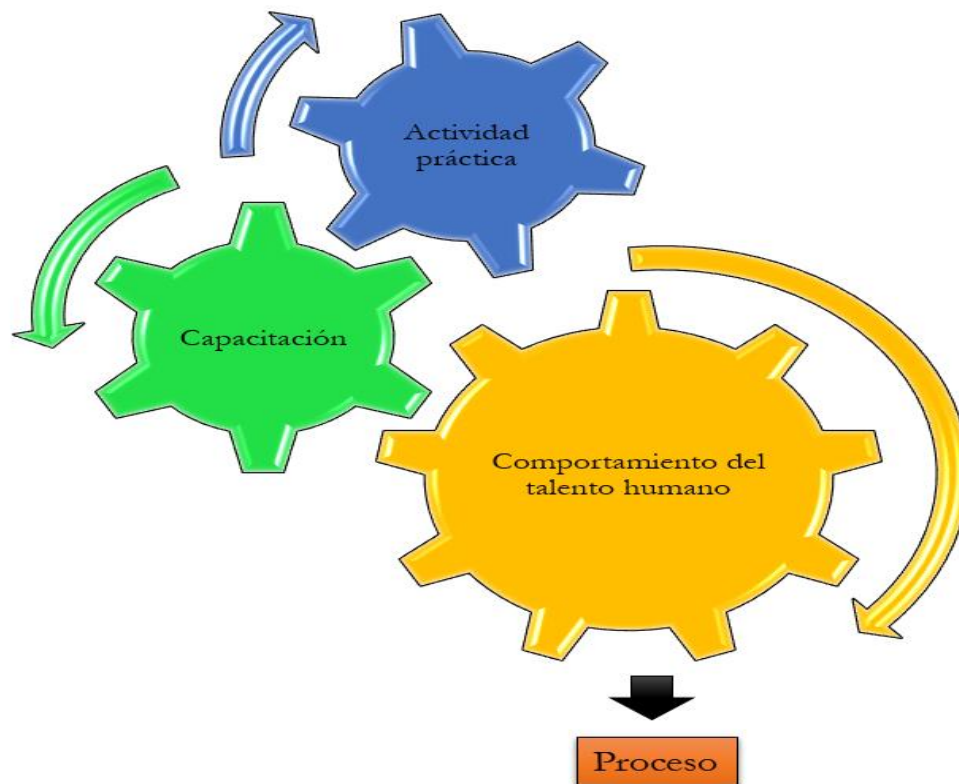 Actividad
práctica
Capacitación
Comportamiento del
talento humano
Proceso